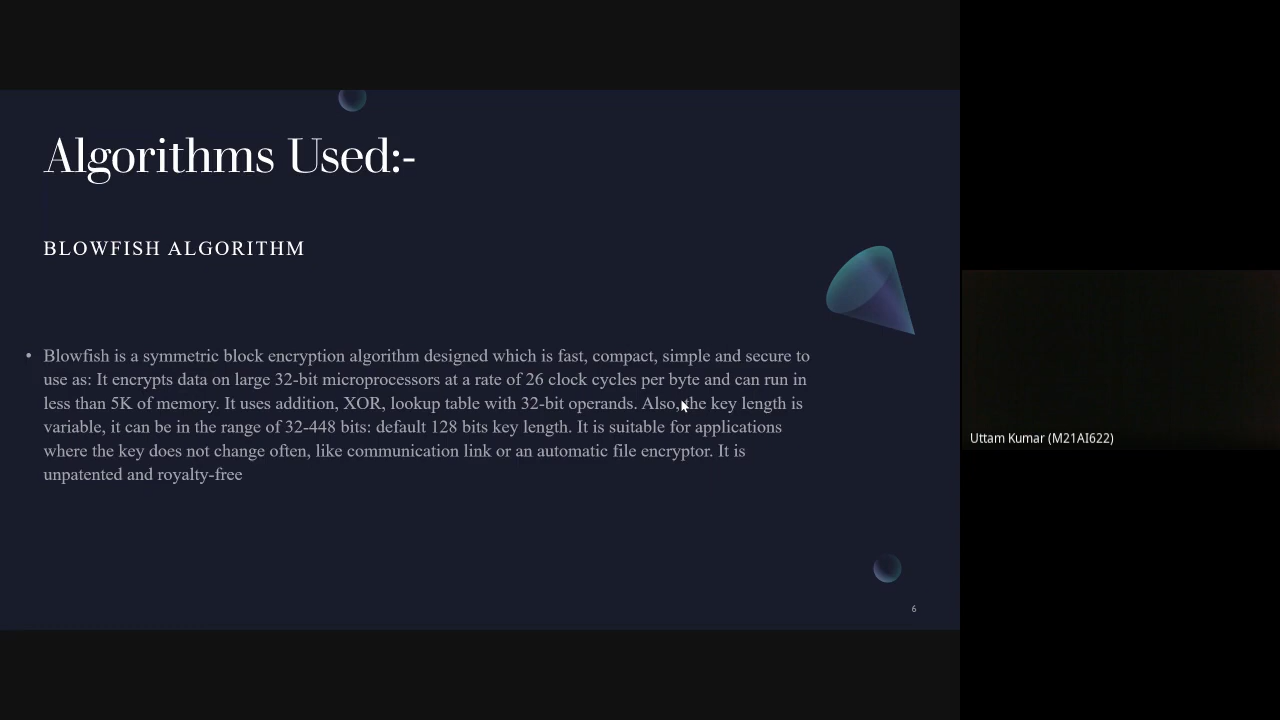 Algorithms Used:-
BLOWFISH ALGORITHM
• Blowfish is a symmetric block encryption algorithm designed which is fast, compact, simple and secure to
use as: It encrypts data on large 32-bit microprocessors at a rate of 26 clock cycles per byte and can run in
less than 5K of memory. It uses addition, XOR, lookup table with 32-bit operands. Also, the key length is
variable, it can be in the range of 32-448 bits: default 128 bits key length. It is suitable for applications
where the key does not change often, like communication link or an automatic file encryptor. It is
unpatented and royalty-free
6
Uttam Kumar (M21AI622)